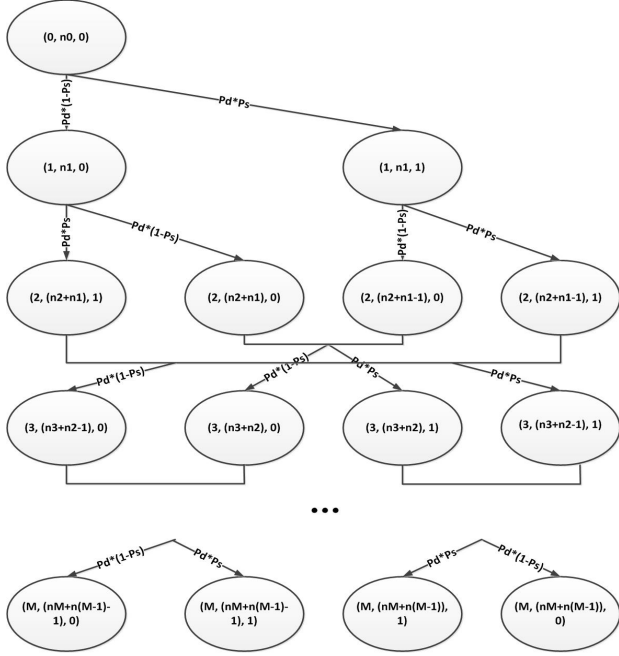 (0, n0, 0)
Pd*(1-Ps)
Pd*Ps
(1, n1, 0)
(1, n1, 1)
Pd*Ps
Pd*(1-Ps)
Pd*(1-Ps)
Pd*Ps
(2, (n2+n1), 1)
(2, (n2+n1), 0)
(2, (n2+n1-1), 0)
(2, (n2+n1-1), 1)
Pd*(1-Ps)
Pd*(1-Ps)
Pd*Ps
Pd*Ps
(3, (n3+n2-1), 0)
(3, (n3+n2), 0)
(3, (n3+n2), 1)
(3, (n3+n2-1), 1)
...
Pd*(1-Ps)
Pd*Ps
Pd*Ps
Pd*(1-Ps)
(M, (nM+n(M-1)-
1), 0)
(M, (nM+n(M-1)-
1), 1)
(M, (nM+n(M-1)),
1)
(M, (nM+n(M-1)),
0)